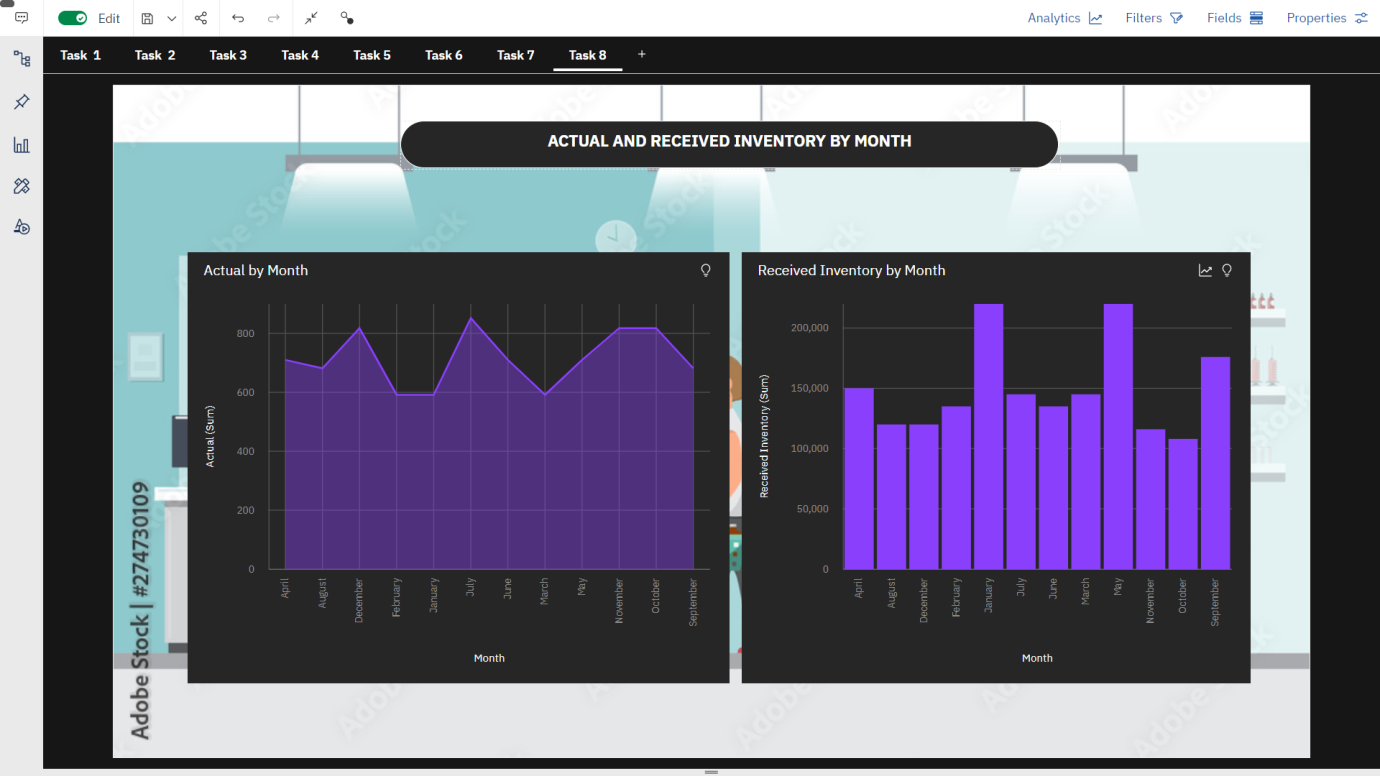 Edit
Analytics
Filters
Fields
Properties
Task 1
Task 2
Task 3
Task 4
Task 5
Task 6
Task 7
Task 8
+
ACTUAL AND RECEIVED INVENTORY BY MONTH
Actual by Month
Actual (Sum)
800
600
400
200
0
April
August
December
February
January
July
June
March
May
November
October
September
Month
Received Inventory by Month
Received Inventory (Sum)
200,000
150,000
100,000
50,000
0
April
August
December
February
January
July
June
March
May
November
October
September
Month
Adobe Stock | #274730109